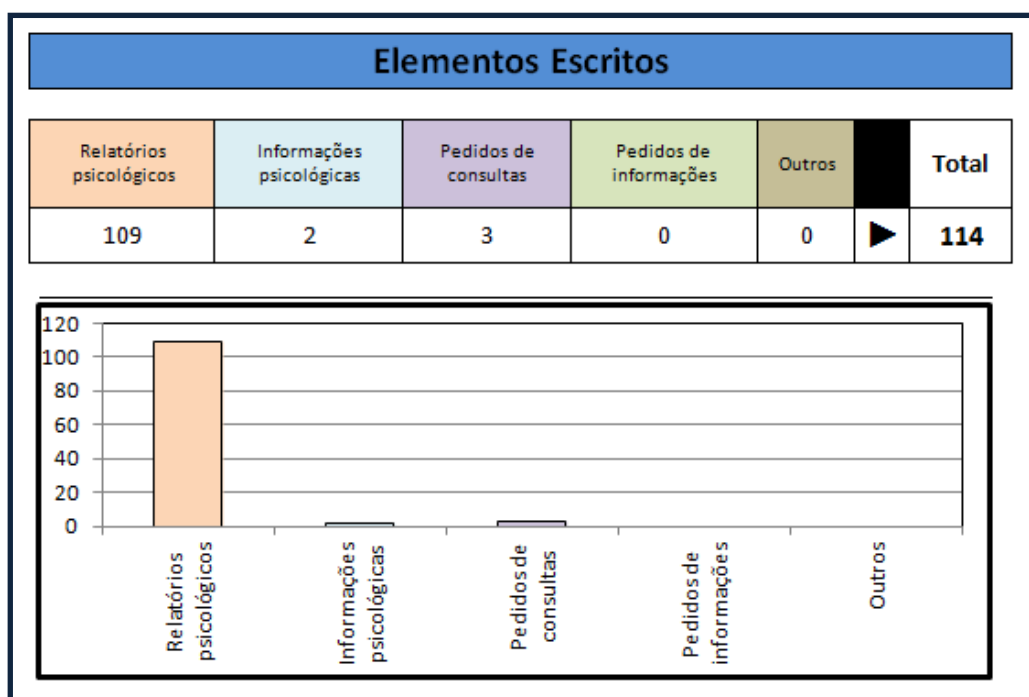 Elementos Escritos
Relatórios psicológicos
Informações psicológicas
Pedidos de consultas
Pedidos de informações
Outros
Total
109
2
3
0
0
114
120
100
80
60
40
20
0
Relatórios psicológicos
Informações psicológicas
Pedidos de consultas
Pedidos de informações
Outros